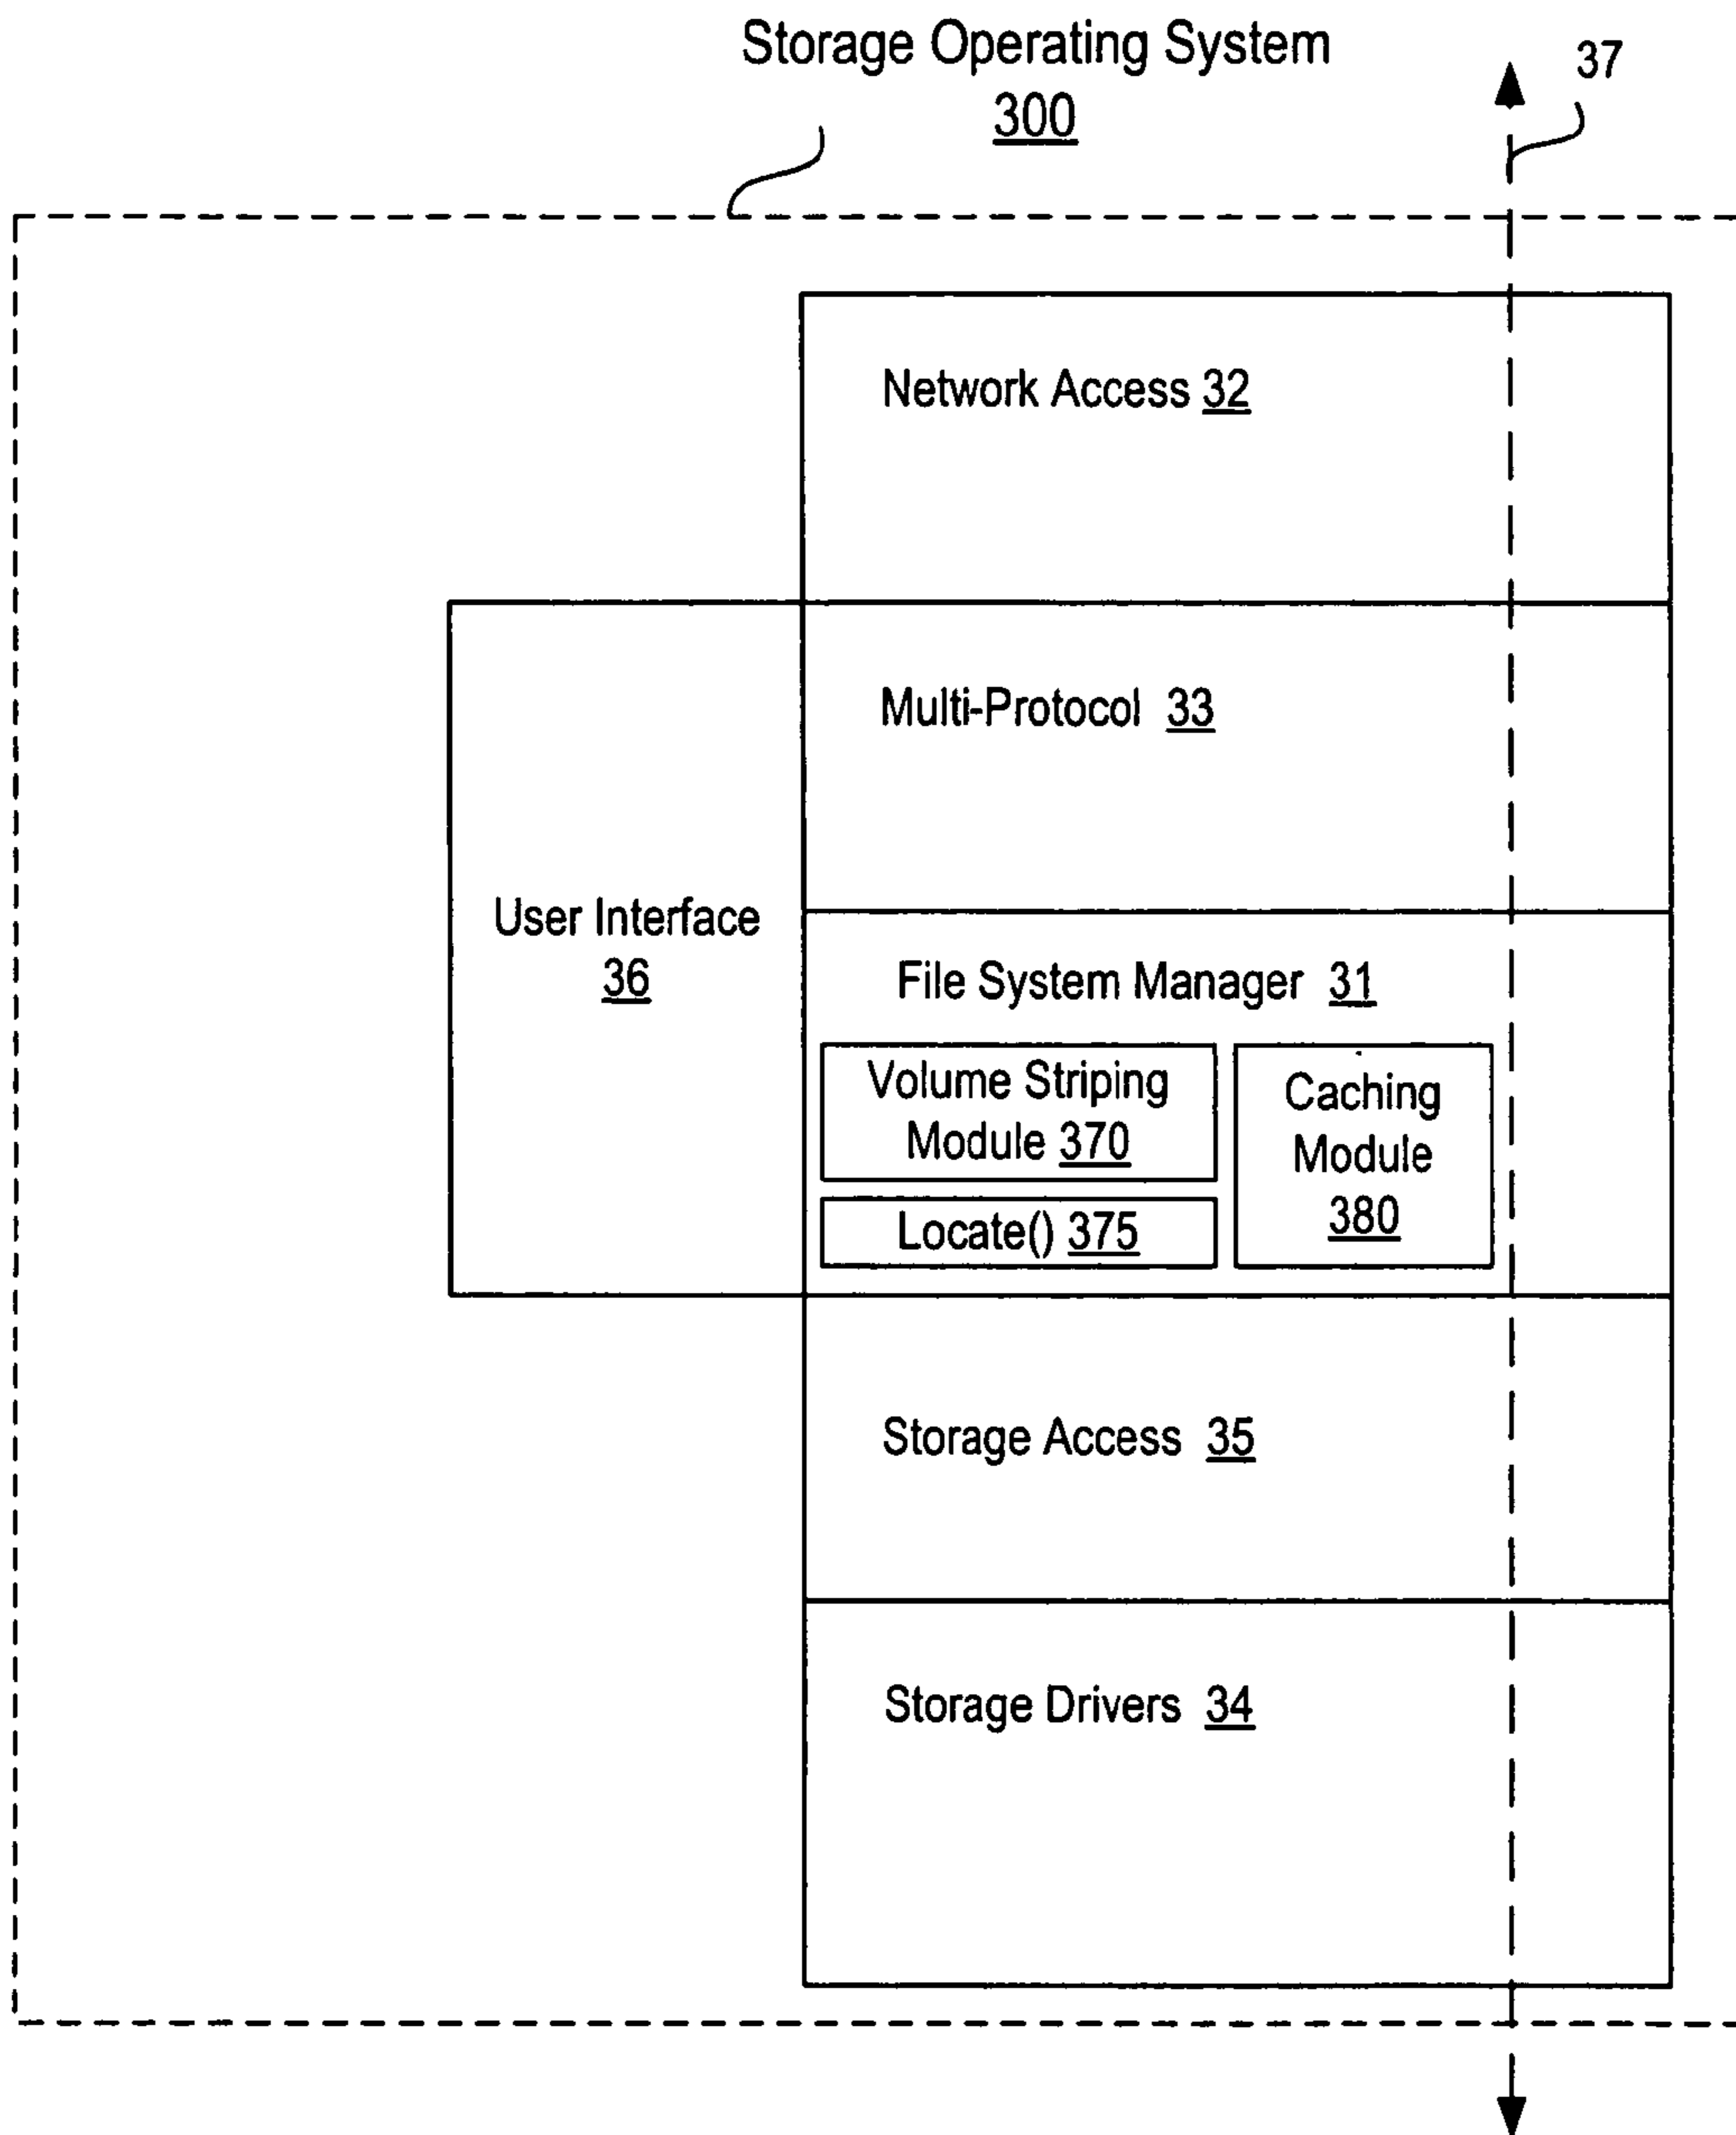 Storage Operating System
300
37
Network Access 32
Multi-Protocol 33
User Interface
36
File System Manager 31
Volume Striping
Module 370
Locate() 375
Caching
Module
380
Storage Access 35
Storage Drivers 34